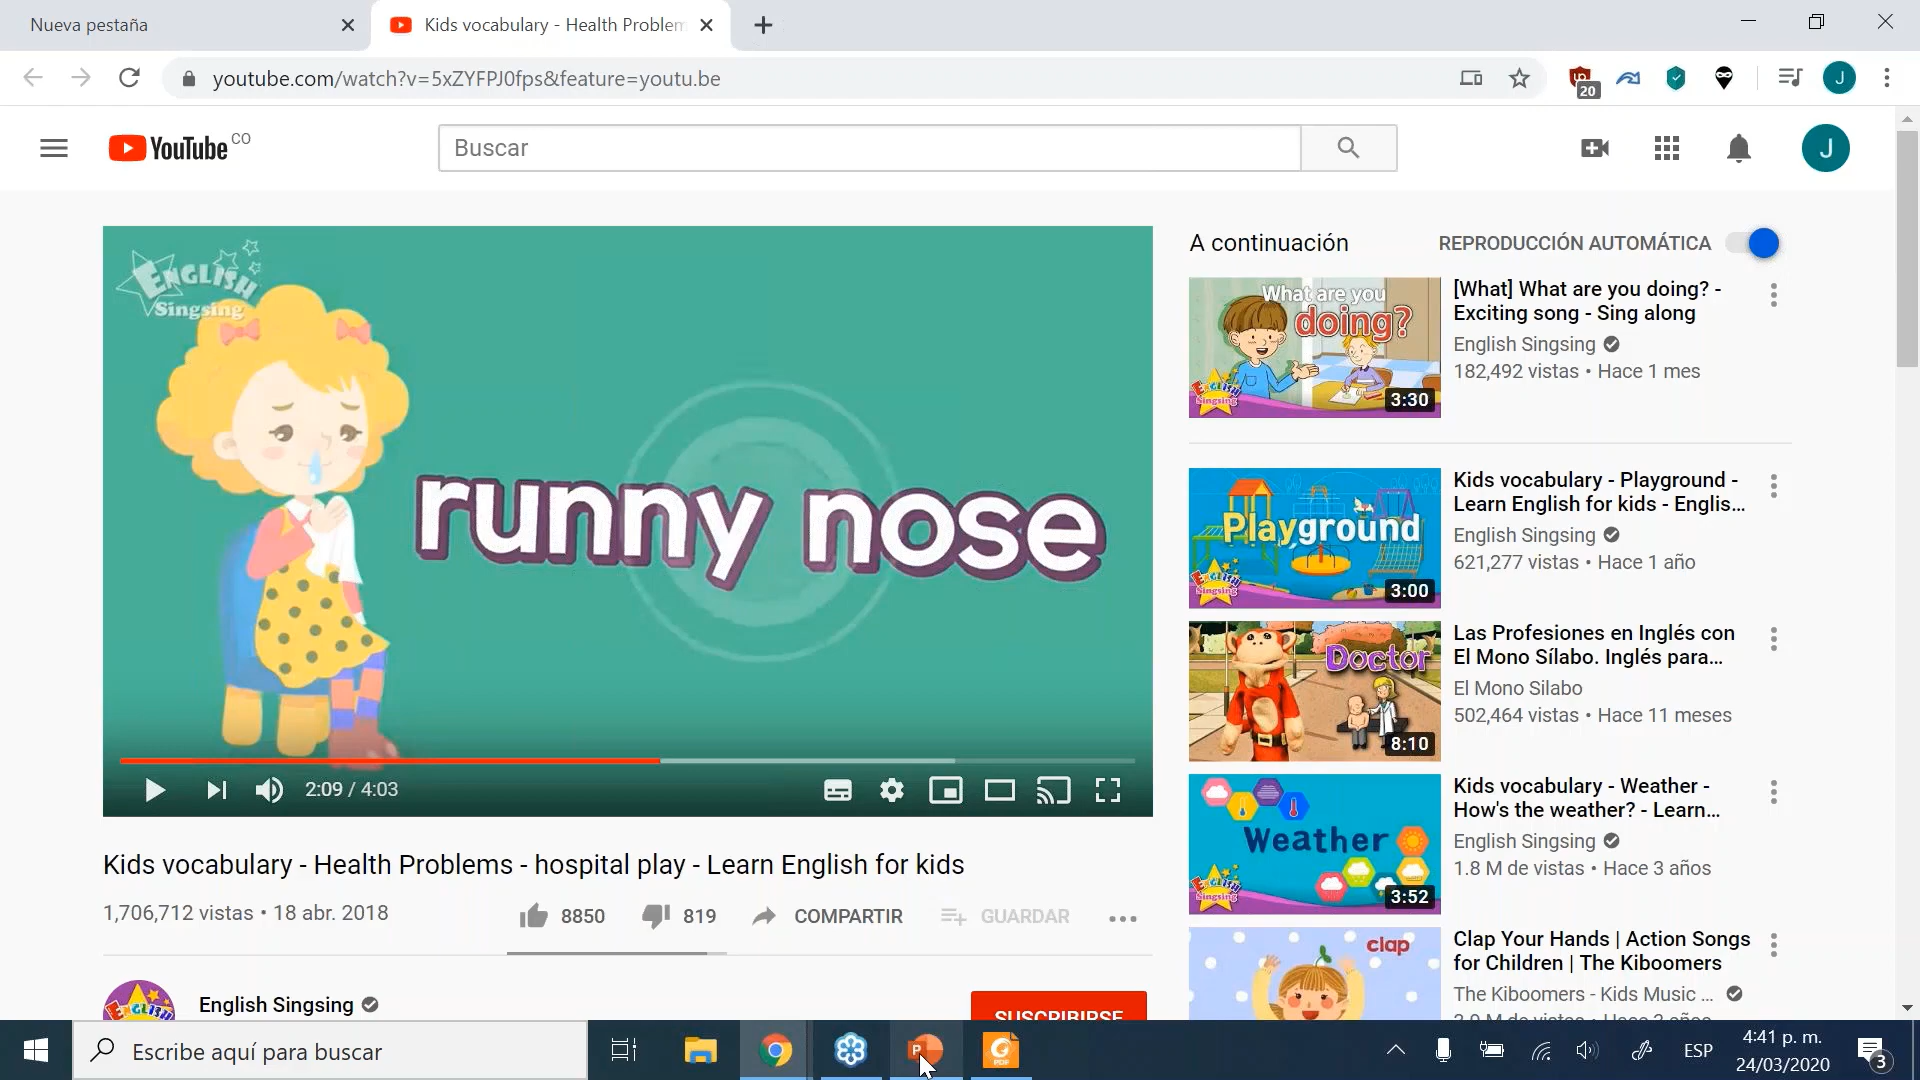 Nueva pestaña
Kids vocabulary - Health Problem
youtube.com/watch?v=5xZYFPJ0fps&feature=youtu.be
20
J
YouTube CO
Buscar
J
ENGLISH
Singsing
runny nose
2:09 / 4:03
Kids vocabulary - Health Problems - hospital play - Learn English for kids
1,706,712 vistas • 18 abr. 2018
8850
819
COMPARTIR
GUARDAR
English Singsing
SUSCRIBIRSE
A continuación
REPRODUCCIÓN AUTOMÁTICA
What are you
doing?
English
Singsing
3:30
[What] What are you doing? -
Exciting song - Sing along
English Singsing
182,492 vistas • Hace 1 mes
Playground
English
Singsing
3:00
Kids vocabulary - Playground -
Learn English for kids - Englis...
English Singsing
621,277 vistas • Hace 1 año
Doctor
8:10
Las Profesiones en Inglés con
El Mono Sílabo. Inglés para...
El Mono Silabo
502,464 vistas • Hace 11 meses
Weather
English
Singsing
3:52
Kids vocabulary - Weather -
How's the weather? - Learn...
English Singsing
1.8 M de vistas • Hace 3 años
clap
Clap Your Hands | Action Songs
for Children | The Kiboomers
The Kiboomers - Kids Music ...
Escribe aquí para buscar
P
PDF
ESP
4:41 p. m.
24/03/2020
3